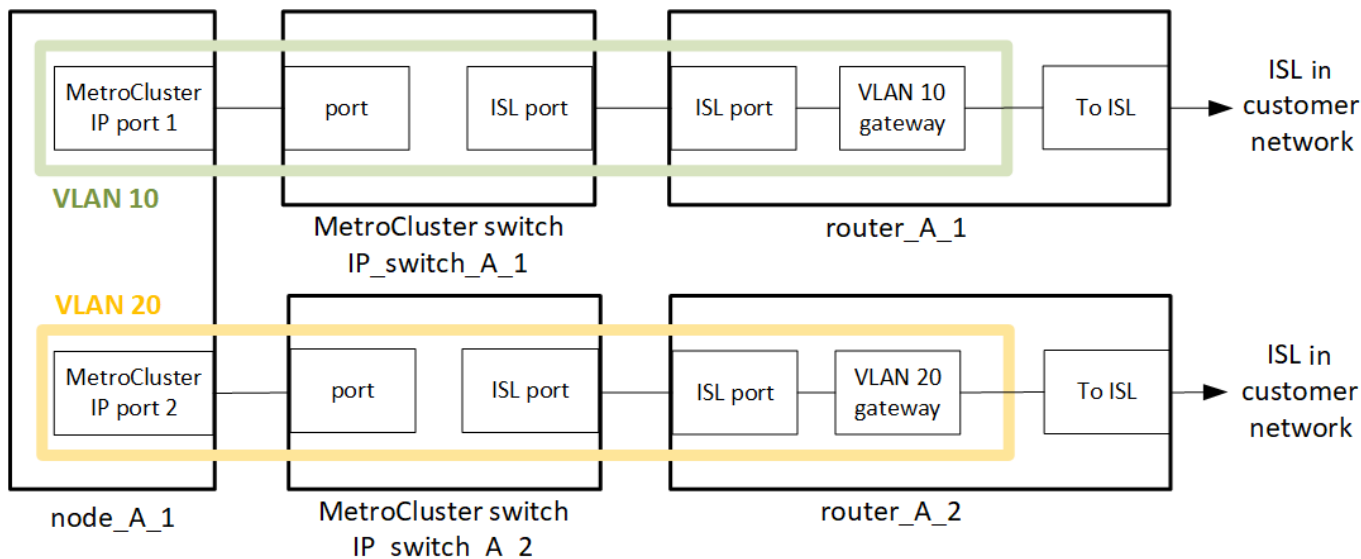 MetroCluster
IP port 1
port
ISL port
ISL port
VLAN 10
gateway
To ISL
ISL in
customer
network
VLAN 10
MetroCluster switch
IP_switch_A_1
router_A_1
VLAN 20
MetroCluster
IP port 2
port
ISL port
ISL port
VLAN 20
gateway
To ISL
ISL in
customer
network
node_A_1
MetroCluster switch
IP_switch_A_2
router_A_2